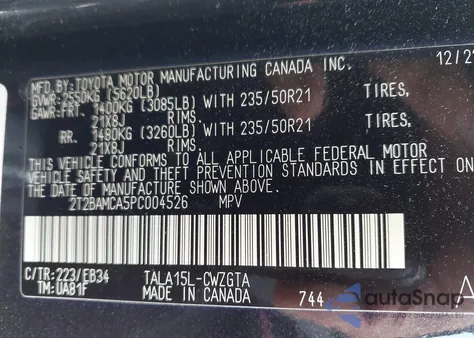 MFD.BY:TOYOTA MOTOR MANUFACTURING CANADA INC. 12/2
GVWR:2550KG (5620LB)
GAWR:FRT. 1400KG (3085LB) WITH 235/50R21 TIRES,
21X8J RIMS.
RR. 1480KG (3260LB) WITH 235/50R21 TIRES,
21X8J RIMS.
THIS VEHICLE CONFORMS TO ALL APPLICABLE FEDERAL MOTOR
VEHICLE SAFETY AND THEFT PREVENTION STANDARDS IN EFFECT ON
THE DATE OF MANUFACTURE SHOWN ABOVE.
2T2BAMCA5PC004526 MPV
C/TR:223/EB34 TALA15L-CWZGTA
TM:UA81F MADE IN CANADA 744 A
autoSnap